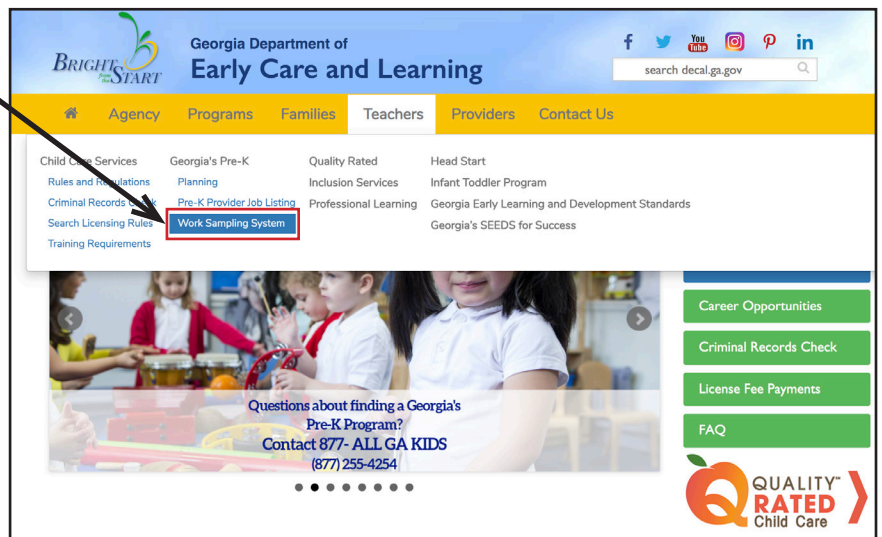 BRIGHT
from the START
Georgia Department of
Early Care and Learning
f You Tube in
search decal.ga.gov
Agency Programs Families Teachers Providers Contact Us
Child Care Services
Rules and Regulations
Criminal Records Check
Search Licensing Rules
Training Requirements
Georgia's Pre-K
Planning
Pre-K Provider Job Listing
Work Sampling System
Quality Rated
Inclusion Services
Professional Learning
Head Start
Infant Toddler Program
Georgia Early Learning and Development Standards
Georgia's SEEDS for Success
Questions about finding a Georgia's
Pre-K Program?
Contact 877- ALL GA KIDS
(877) 255-4254
Career Opportunities
Criminal Records Check
License Fee Payments
FAQ
QUALITY™
RATED
Child Care